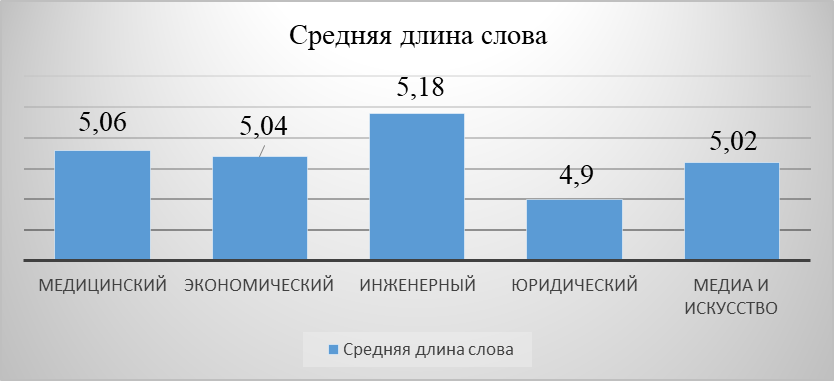 Средняя длина слова
5,06
5,04
5,18
4,9
5,02
МЕДИЦИНСКИЙ
ЭКОНОМИЧЕСКИЙ
ИНЖЕНЕРНЫЙ
ЮРИДИЧЕСКИЙ
МЕДИА И
ИСКУССТВО
Средняя длина слова